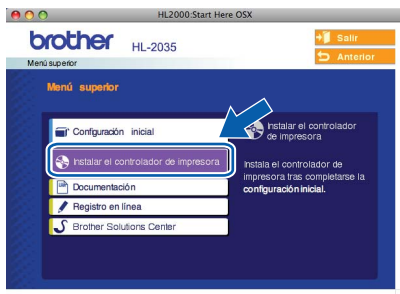 HL2000:Start Here OSX
brother HL-2035
Salir
Anterior
Menú superior
Menú superior
Configuración inicial
Instalar el controlador de impresora
Documentación
Registro en línea
Brother Solutions Center
Instalar el controlador
de impresora
Instala el controlador de
impresora tras completarse la
configuración inicial.